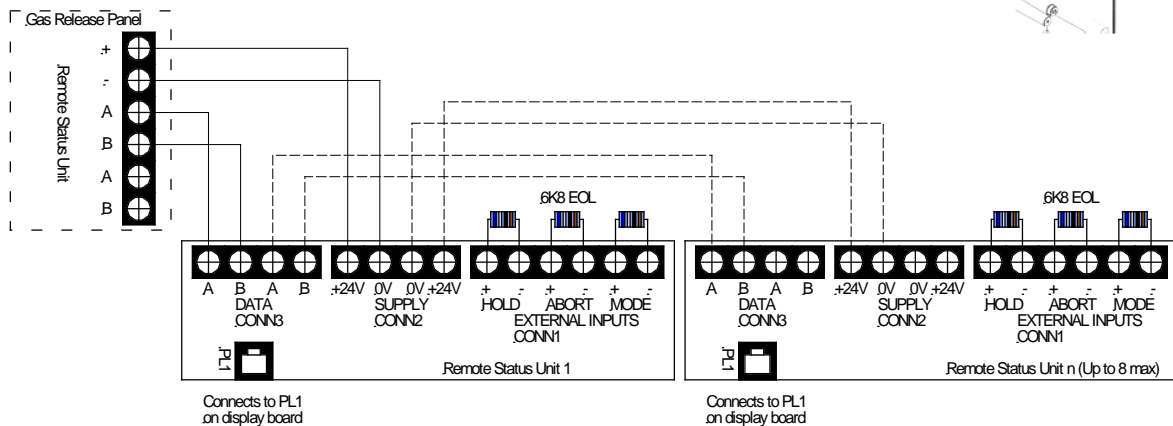 Gas Release Panel
Remote Status Unit
+
-
A
B
A
B
6K8 EOL
6K8 EOL
A B A B +24V 0V 0V +24V + - + - + -
DATA SUPPLY HOLD ABORT MODE
CONN3 CONN2 EXTERNAL INPUTS
CONN1
PL1
Remote Status Unit 1
Connects to PL1
on display board
A B A B +24V 0V 0V +24V + - + - + -
DATA SUPPLY HOLD ABORT MODE
CONN3 CONN2 EXTERNAL INPUTS
CONN1
PL1
Remote Status Unit n (Up to 8 max)
Connects to PL1
on display board